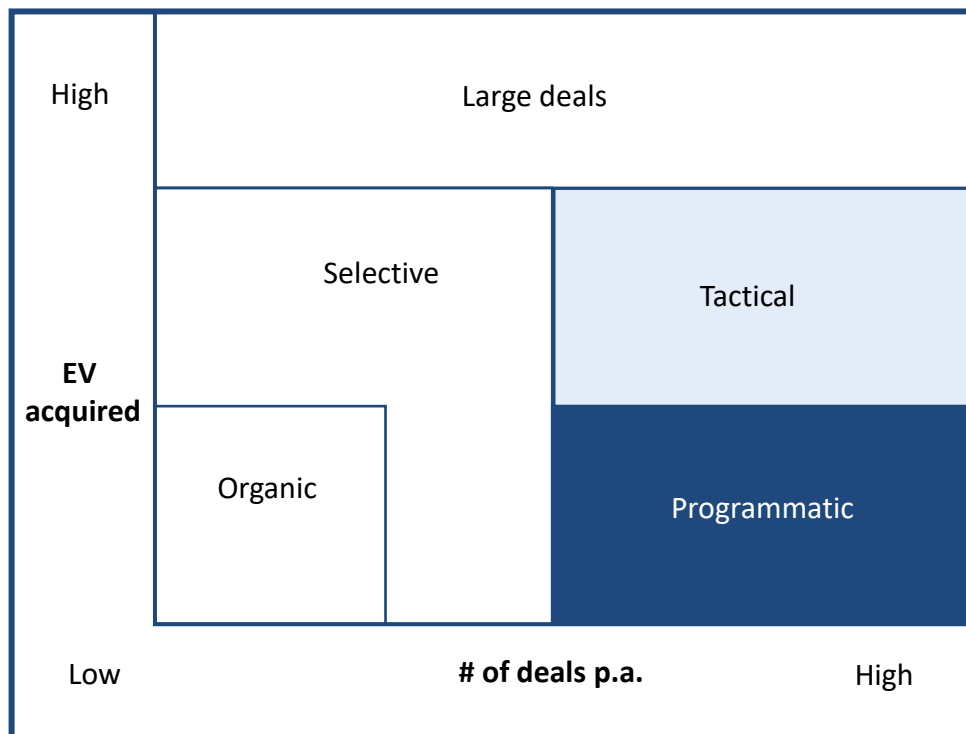 High
Large deals
Selective
Tactical
EV
acquired
Organic
Programmatic
Low
# of deals p.a.
High